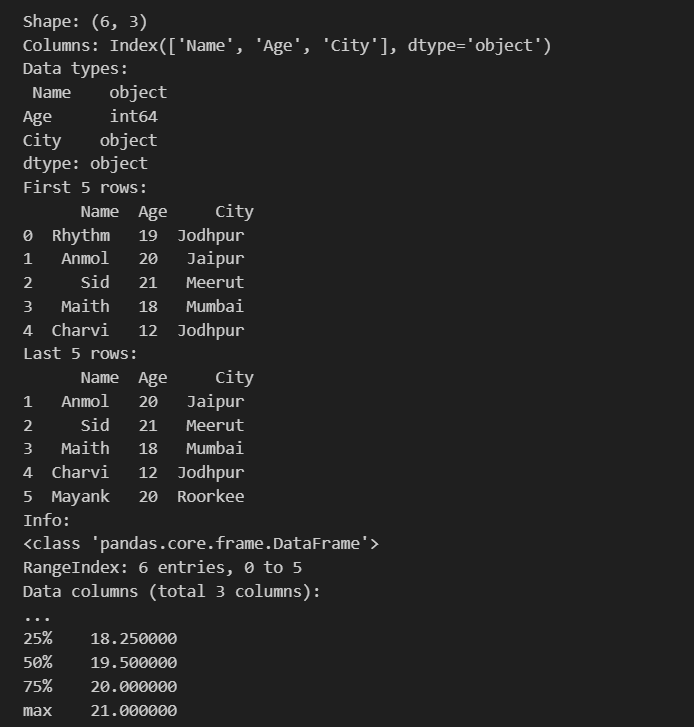 Shape: (6, 3)
Columns: Index(['Name', 'Age', 'City'], dtype='object')
Data types:
 Name    object
Age      int64
City    object
dtype: object
First 5 rows:
      Name  Age     City
0  Rhythm   19  Jodhpur
1   Anmol   20   Jaipur
2     Sid   21   Meerut
3   Maith   18   Mumbai
4  Charvi   12  Jodhpur
Last 5 rows:
      Name  Age     City
1   Anmol   20   Jaipur
2     Sid   21   Meerut
3   Maith   18   Mumbai
4  Charvi   12  Jodhpur
5  Mayank   20  Roorkee
Info:
<class 'pandas.core.frame.DataFrame'>
RangeIndex: 6 entries, 0 to 5
Data columns (total 3 columns):
...
25%    18.250000
50%    19.500000
75%    20.000000
max    21.000000